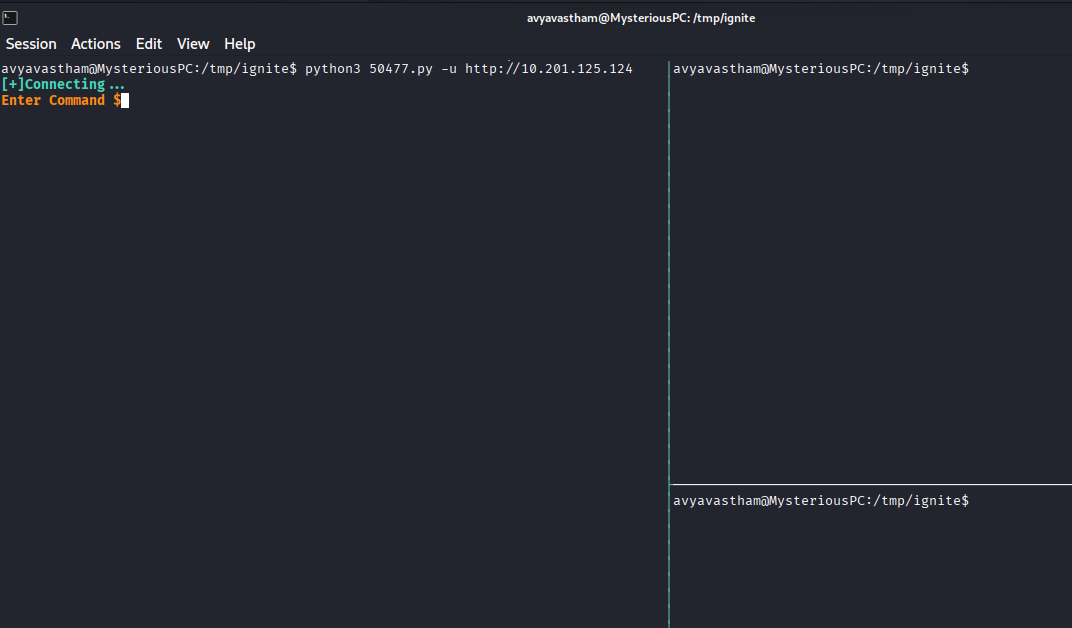 avyavastham@MysteriousPC: /tmp/ignite
Session Actions Edit View Help
avyavastham@MysteriousPC:/tmp/ignite$ python3 50477.py -u http://10.201.125.124
[+]Connecting...
Enter Command $
avyavastham@MysteriousPC:/tmp/ignite$
avyavastham@MysteriousPC:/tmp/ignite$